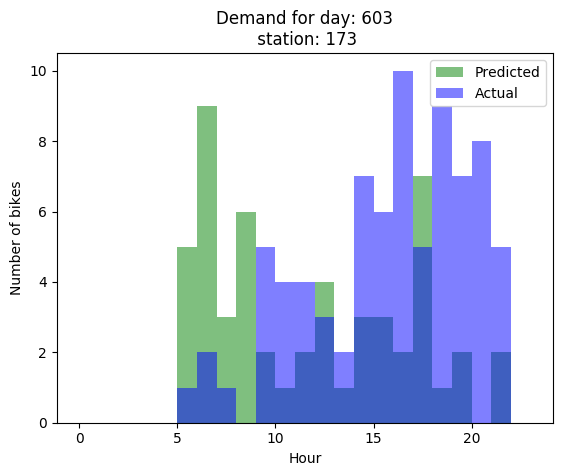 Demand for day: 603
station: 173
Predicted
Actual
Number of bikes
10
8
6
4
2
0
0 5 10 15 20
Hour